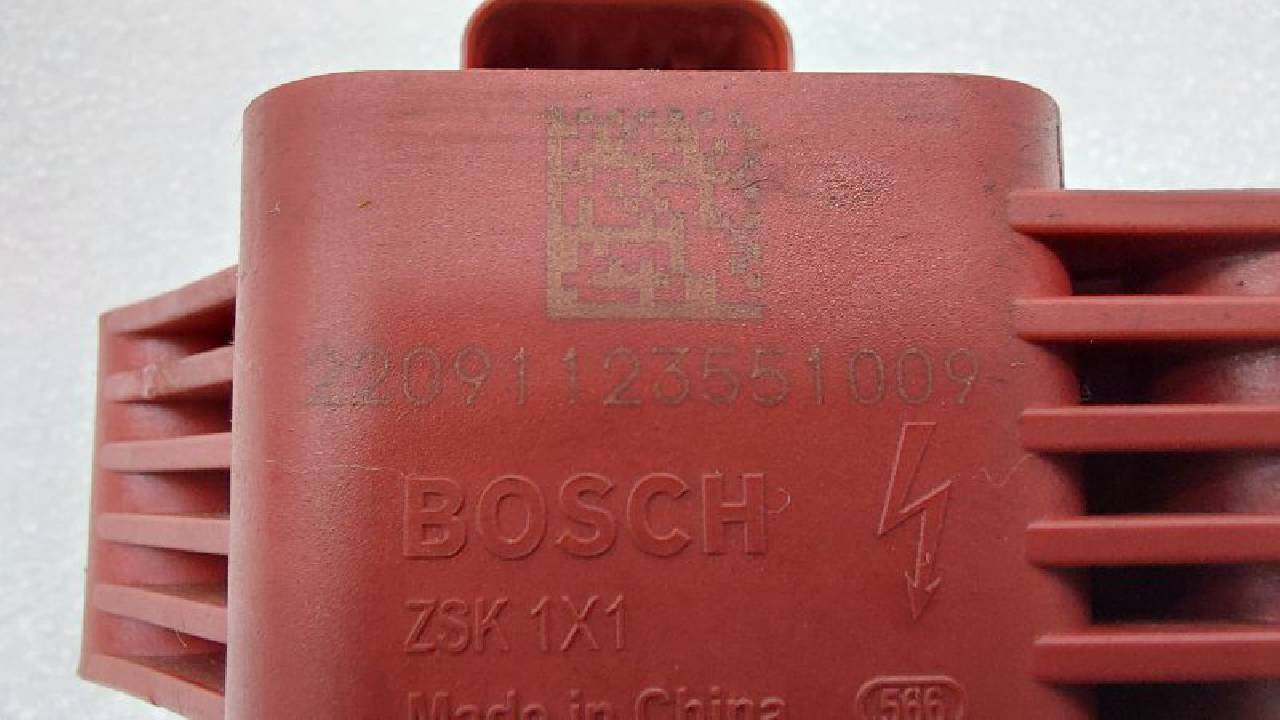 22091123551009
BOSCH
ZSK 1X1
Made in China
566